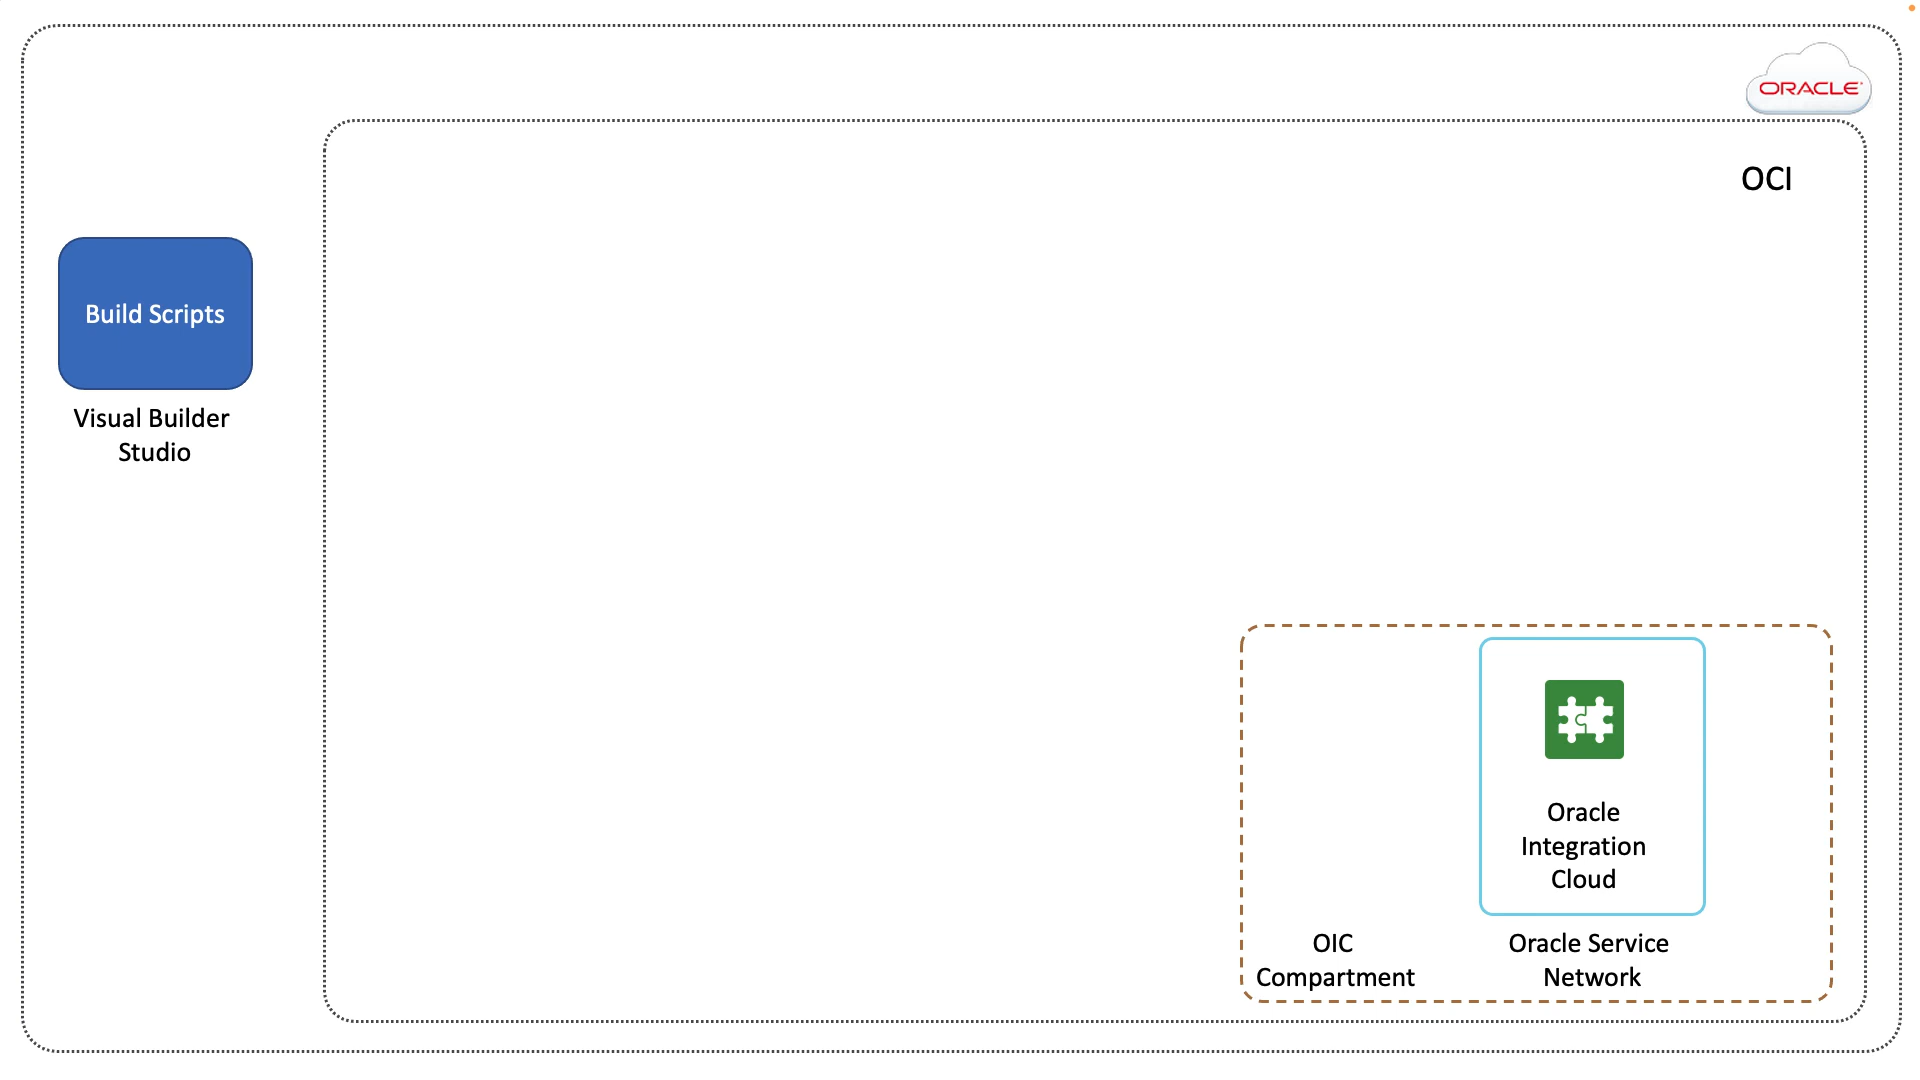 ORACLE
OCI
Build Scripts
Visual Builder
Studio
Oracle
Integration
Cloud
OIC
Compartment
Oracle Service
Network